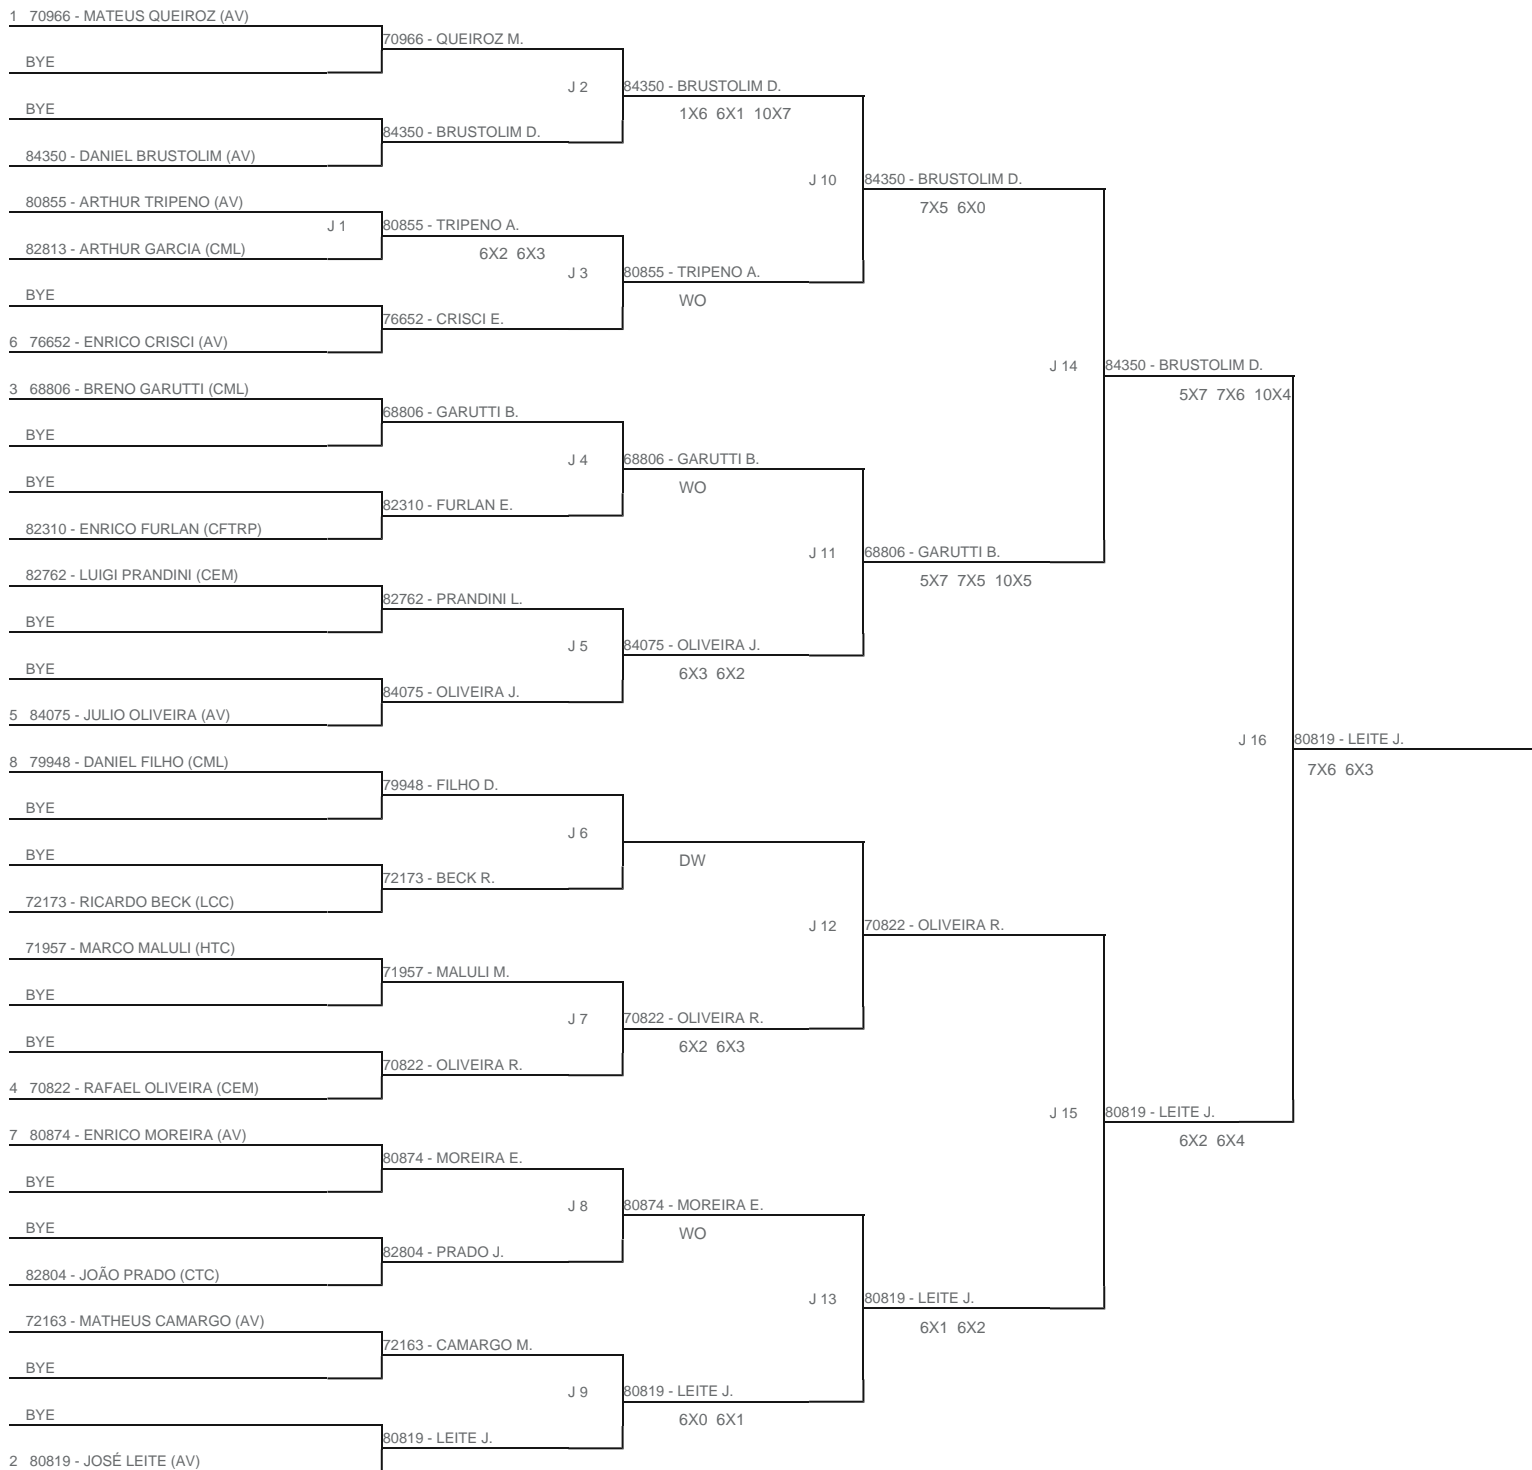 1 70966 - MATEUS QUEIROZ (AV)
70966 - QUEIROZ M.
BYE
J 2
84350 - BRUSTOLIM D.
BYE
1X6 6X1 10X7
84350 - BRUSTOLIM D.
84350 - DANIEL BRUSTOLIM (AV)
J 10
84350 - BRUSTOLIM D.
80855 - ARTHUR TRIPENO (AV)
7X5 6X0
J 1
80855 - TRIPENO A.
82813 - ARTHUR GARCIA (CML)
6X2 6X3
J 3
80855 - TRIPENO A.
BYE
WO
76652 - CRISCI E.
6 76652 - ENRICO CRISCI (AV)
J 14
84350 - BRUSTOLIM D.
3 68806 - BRENO GARUTTI (CML)
5X7 7X6 10X4
68806 - GARUTTI B.
BYE
J 4
68806 - GARUTTI B.
BYE
WO
82310 - FURLAN E.
82310 - ENRICO FURLAN (CFTRP)
J 11
68806 - GARUTTI B.
82762 - LUIGI PRANDINI (CEM)
5X7 7X5 10X5
82762 - PRANDINI L.
BYE
J 5
84075 - OLIVEIRA J.
BYE
6X3 6X2
84075 - OLIVEIRA J.
5 84075 - JULIO OLIVEIRA (AV)
J 16
80819 - LEITE J.
8 79948 - DANIEL FILHO (CML)
7X6 6X3
79948 - FILHO D.
BYE
J 6
BYE
DW
72173 - BECK R.
72173 - RICARDO BECK (LCC)
J 12
70822 - OLIVEIRA R.
71957 - MARCO MALULI (HTC)
71957 - MALULI M.
BYE
J 7
70822 - OLIVEIRA R.
BYE
6X2 6X3
70822 - OLIVEIRA R.
4 70822 - RAFAEL OLIVEIRA (CEM)
J 15
80819 - LEITE J.
7 80874 - ENRICO MOREIRA (AV)
6X2 6X4
80874 - MOREIRA E.
BYE
J 8
80874 - MOREIRA E.
BYE
WO
82804 - PRADO J.
82804 - JOÃO PRADO (CTC)
J 13
80819 - LEITE J.
72163 - MATHEUS CAMARGO (AV)
6X1 6X2
72163 - CAMARGO M.
BYE
J 9
80819 - LEITE J.
BYE
6X0 6X1
80819 - LEITE J.
2 80819 - JOSÉ LEITE (AV)